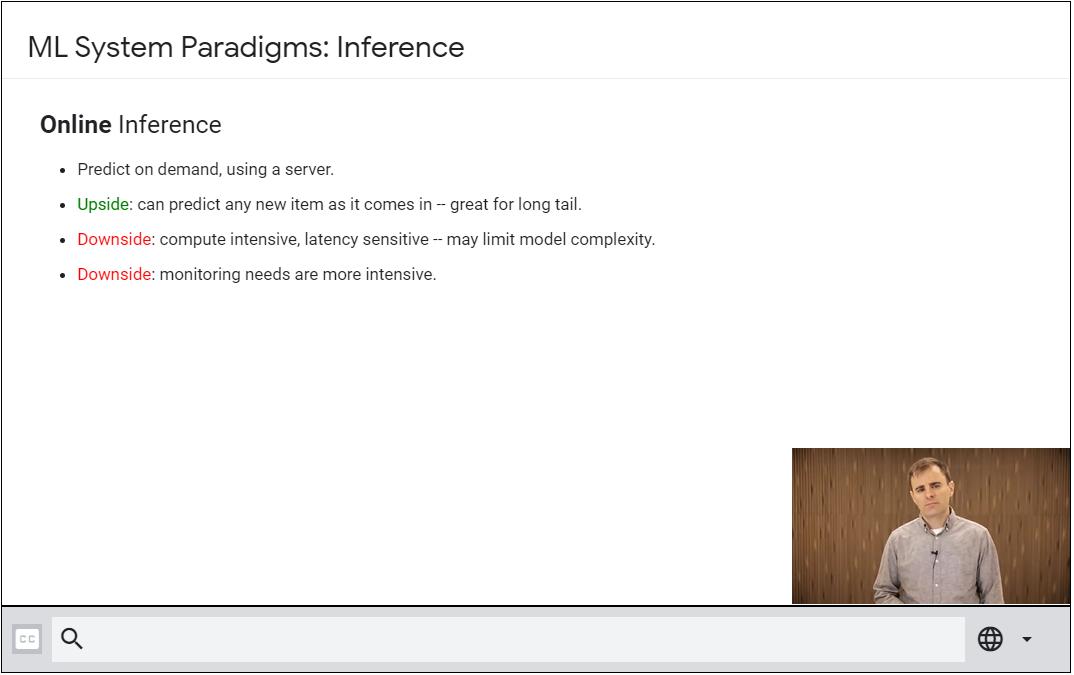 ML System Paradigms: Inference
Online Inference
Predict on demand, using a server.
Upside: can predict any new item as it comes in -- great for long tail.
Downside: compute intensive, latency sensitive -- may limit model complexity.
Downside: monitoring needs are more intensive.
CC